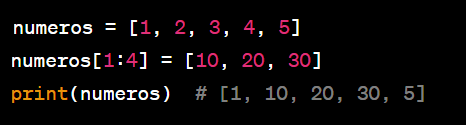 numeros = [1, 2, 3, 4, 5]
numeros[1:4] = [10, 20, 30]
print(numeros)  # [1, 10, 20, 30, 5]